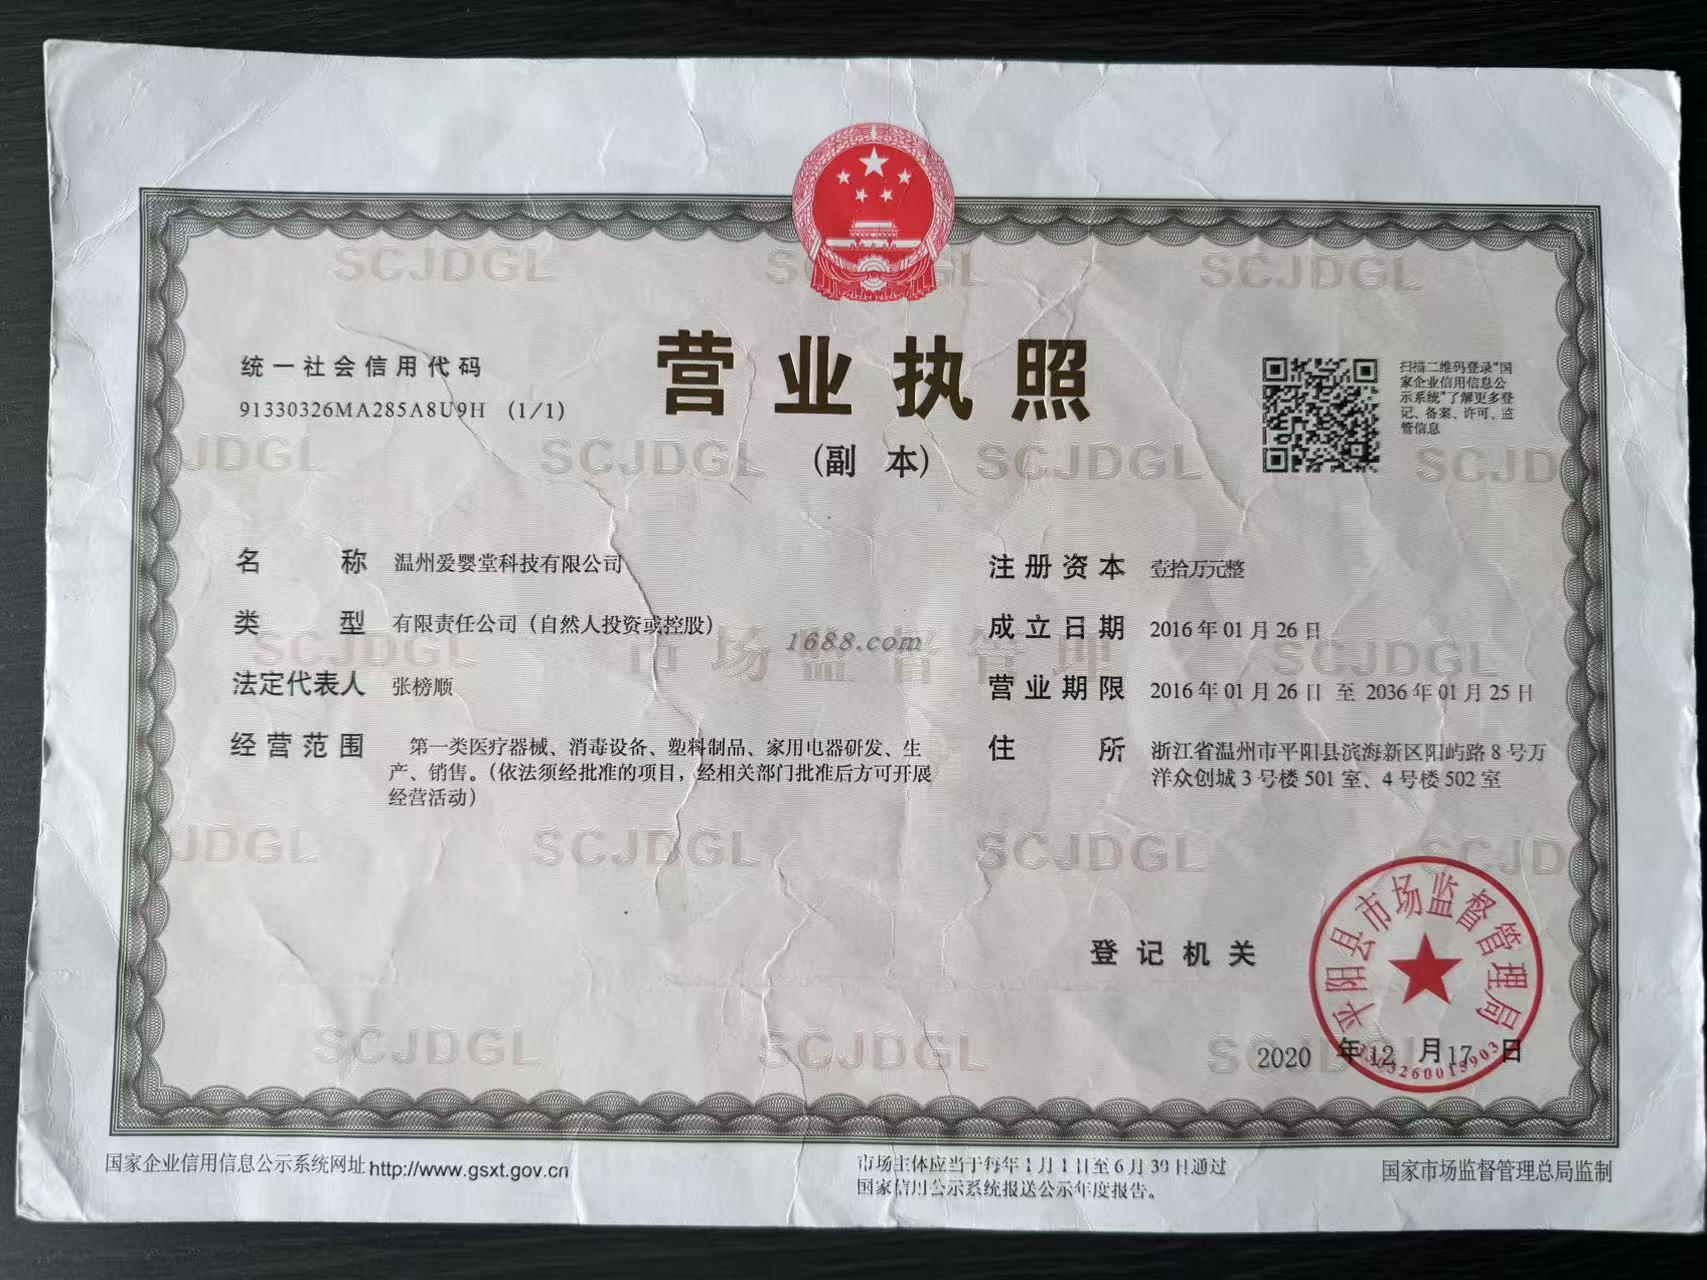 统一社会信用代码
91330326MA285A8U9H (1/1)
营业执照
(副 本)
扫描二维码登录“国
家企业信用信息公
示系统”了解更多登
记、备案、许可、监
管信息
名 称 温州爱婴堂科技有限公司
类 型 有限责任公司（自然人投资或控股）
法定代表人 张榜顺
经营范围 第一类医疗器械、消毒设备、塑料制品、家用电器研发、生
产、销售。（依法须经批准的项目，经相关部门批准后方可开展
经营活动）
注册资本 壹拾万元整
成立日期 2016年01月26日
营业期限 2016年01月26日 至 2036年01月25日
住 所 浙江省温州市平阳县滨海新区阳屿路8号万
洋众创城3号楼501室、4号楼502室
SCJDGL
市场监督管理
1688.com
登记机关
平阳县市场监督管理局
2020 年12 月17 日
国家企业信用信息公示系统网址http://www.gsxt.gov.cn
市场主体应当于每年1月1日至6月30日通过
国家信用公示系统报送公示年度报告。
国家市场监督管理总局监制